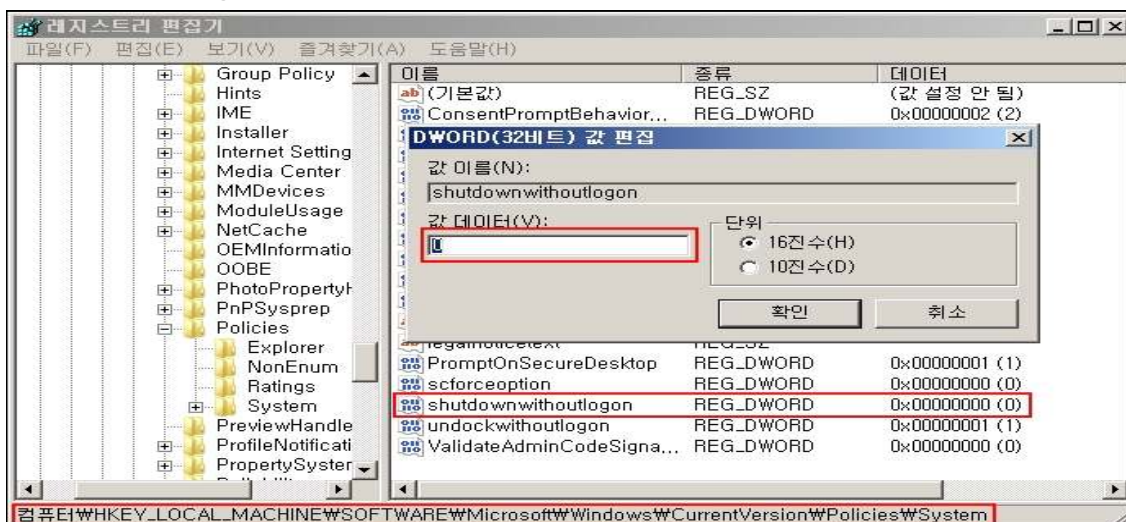 레지스트리 편집기
파일(F) 편집(E) 보기(V) 즐겨찾기(A) 도움말(H)
Group Policy
Hints
IME
Installer
Internet Setting
Media Center
MMDevices
ModuleUsage
NetCache
OEMInformatio
OOBE
PhotoPropertyH
PnPSysprep
Policies
Explorer
NonEnum
Ratings
System
PreviewHandle
ProfileNotificati
PropertySyster
이름 종류 데이터
(기본값) REG_SZ (값 설정 안 됨)
ConsentPromptBehavior... REG_DWORD 0x00000002 (2)
DWORD(32비트) 값 편집
값 이름(N):
shutdownwithoutlogon
값 데이터(V):
0
단위
16진수(H)
10진수(D)
확인 취소
legalnoticetext REG_SZ
PromptOnSecureDesktop REG_DWORD 0x00000001 (1)
scforceoption REG_DWORD 0x00000000 (0)
shutdownwithoutlogon REG_DWORD 0x00000000 (0)
undockwithoutlogon REG_DWORD 0x00000001 (1)
ValidateAdminCodeSigna... REG_DWORD 0x00000000 (0)
컴퓨터₩HKEY_LOCAL_MACHINE₩SOFTWARE₩Microsoft₩Windows₩CurrentVersion₩Policies₩System